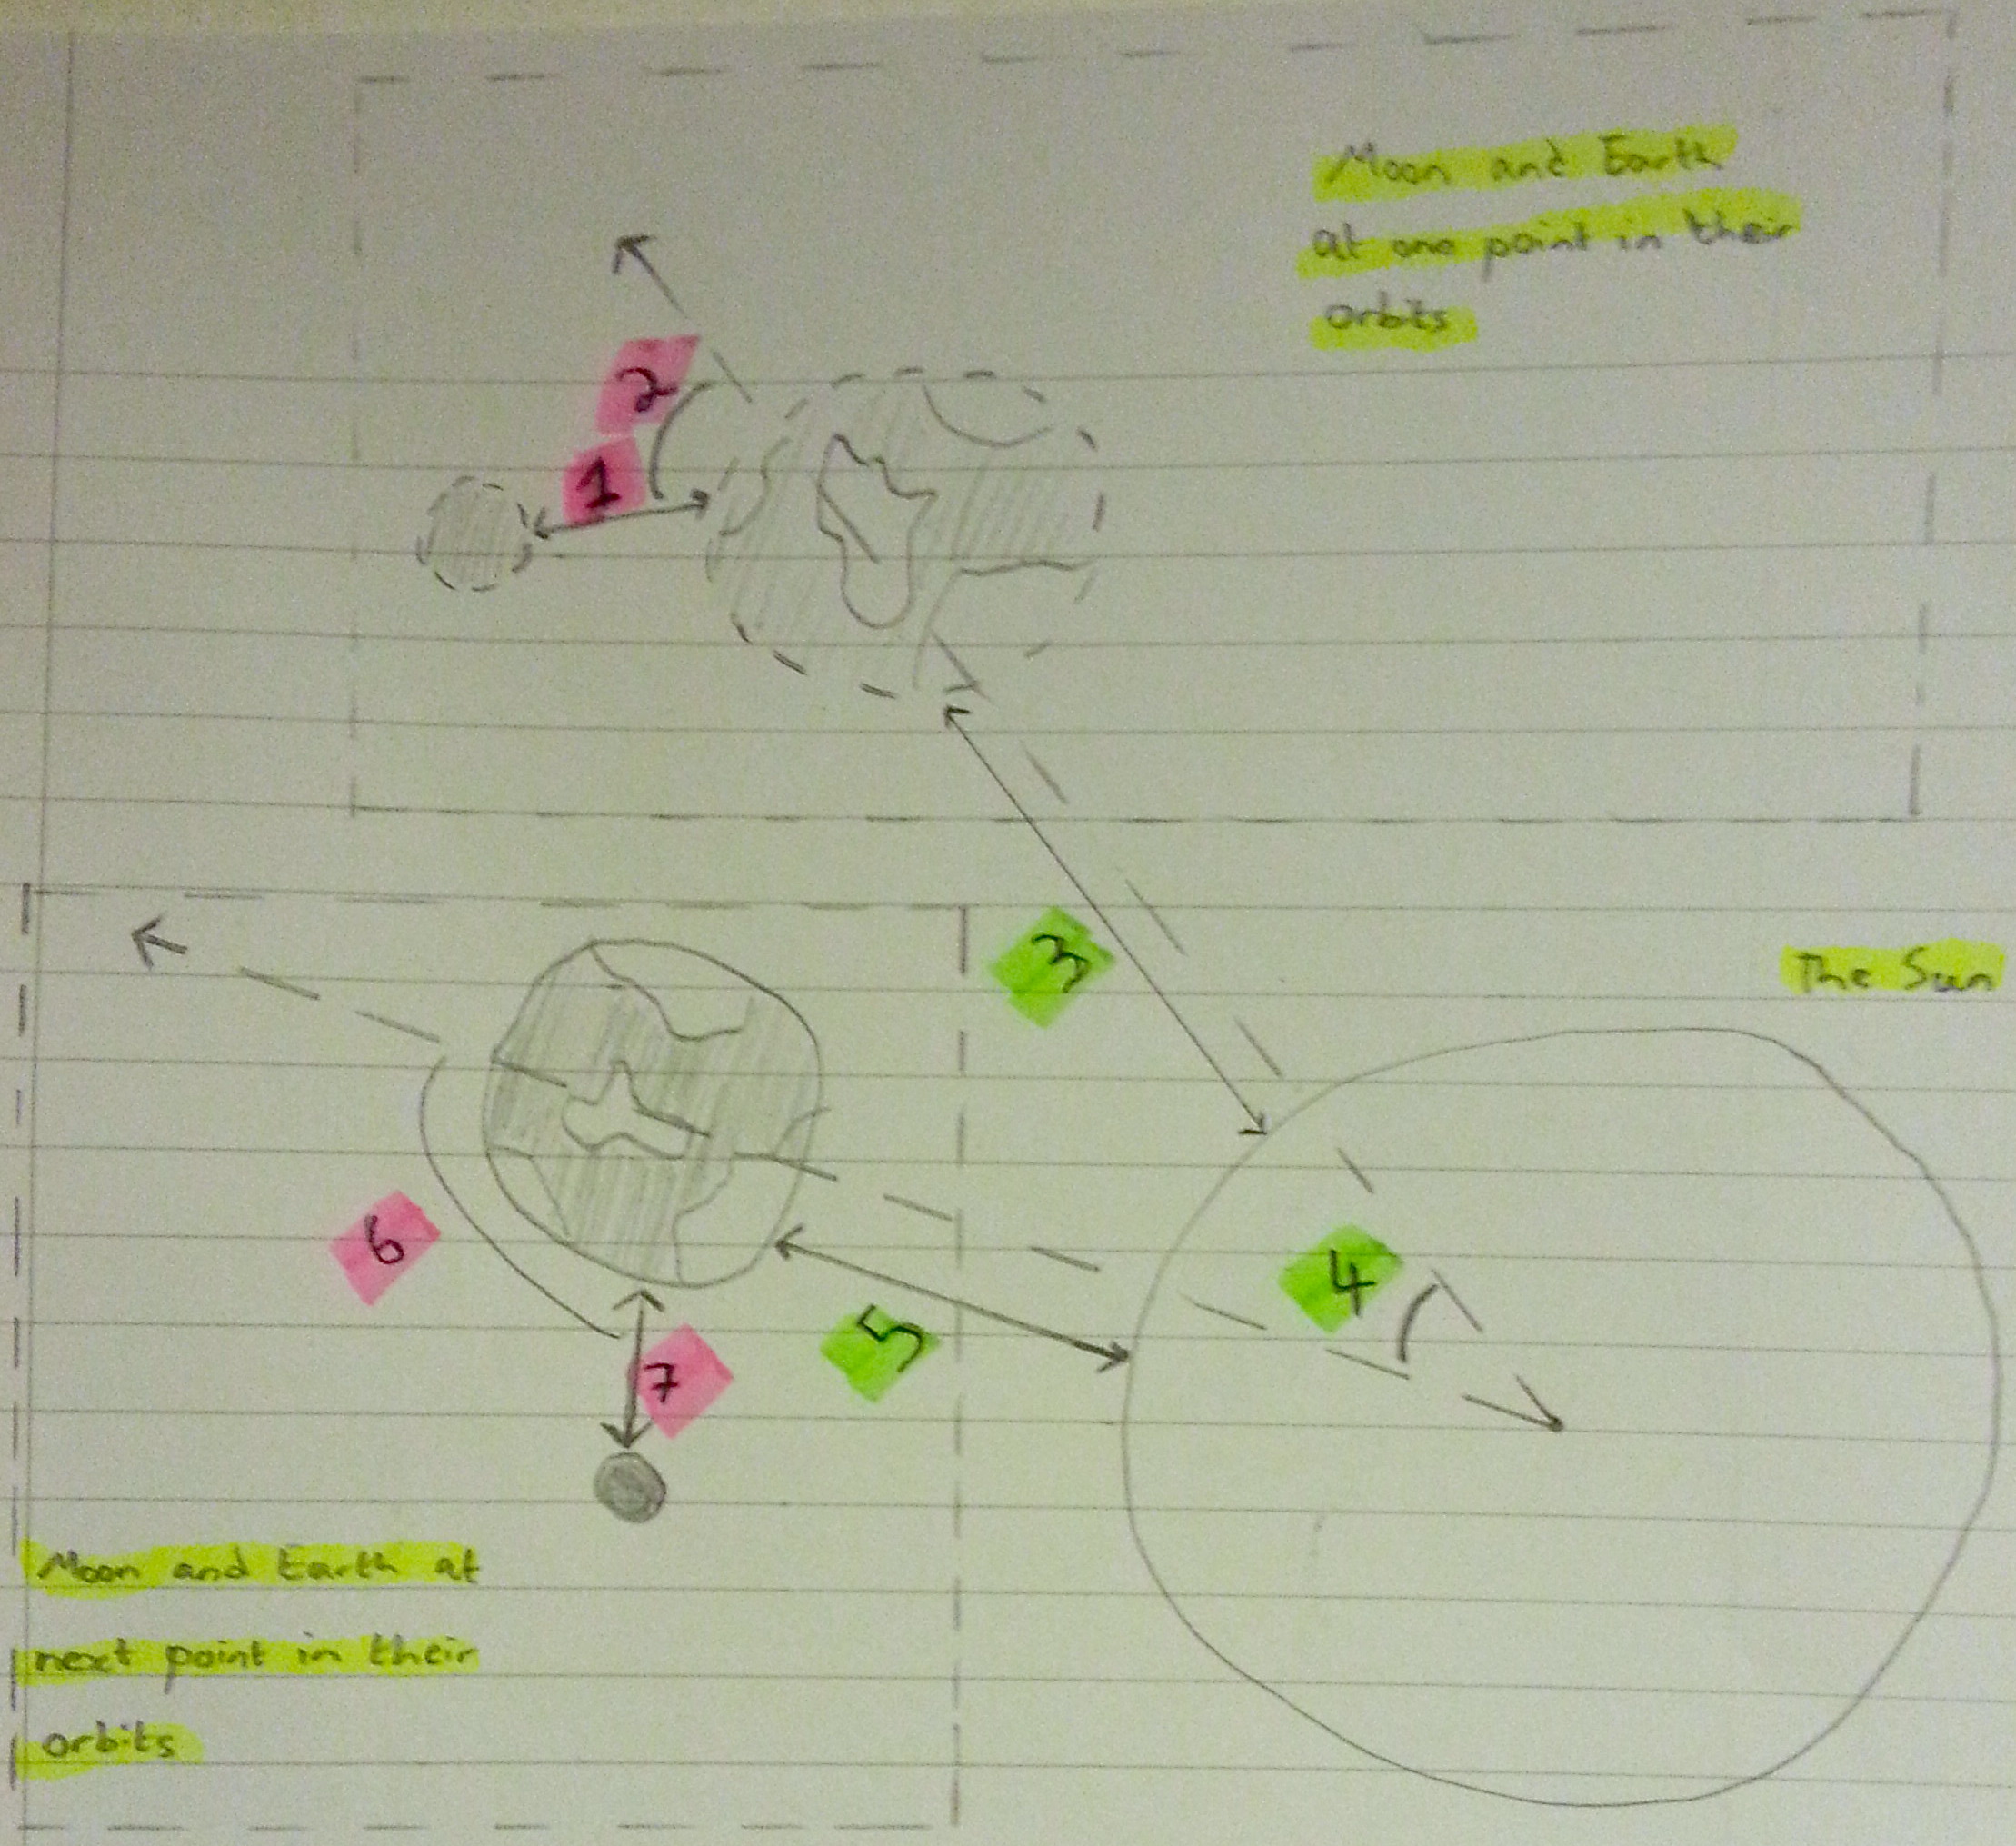 Moon and Earth
at one point in their
orbits
2
1
3
The Sun
6
4
5
7
Moon and Earth at
next point in their
orbits